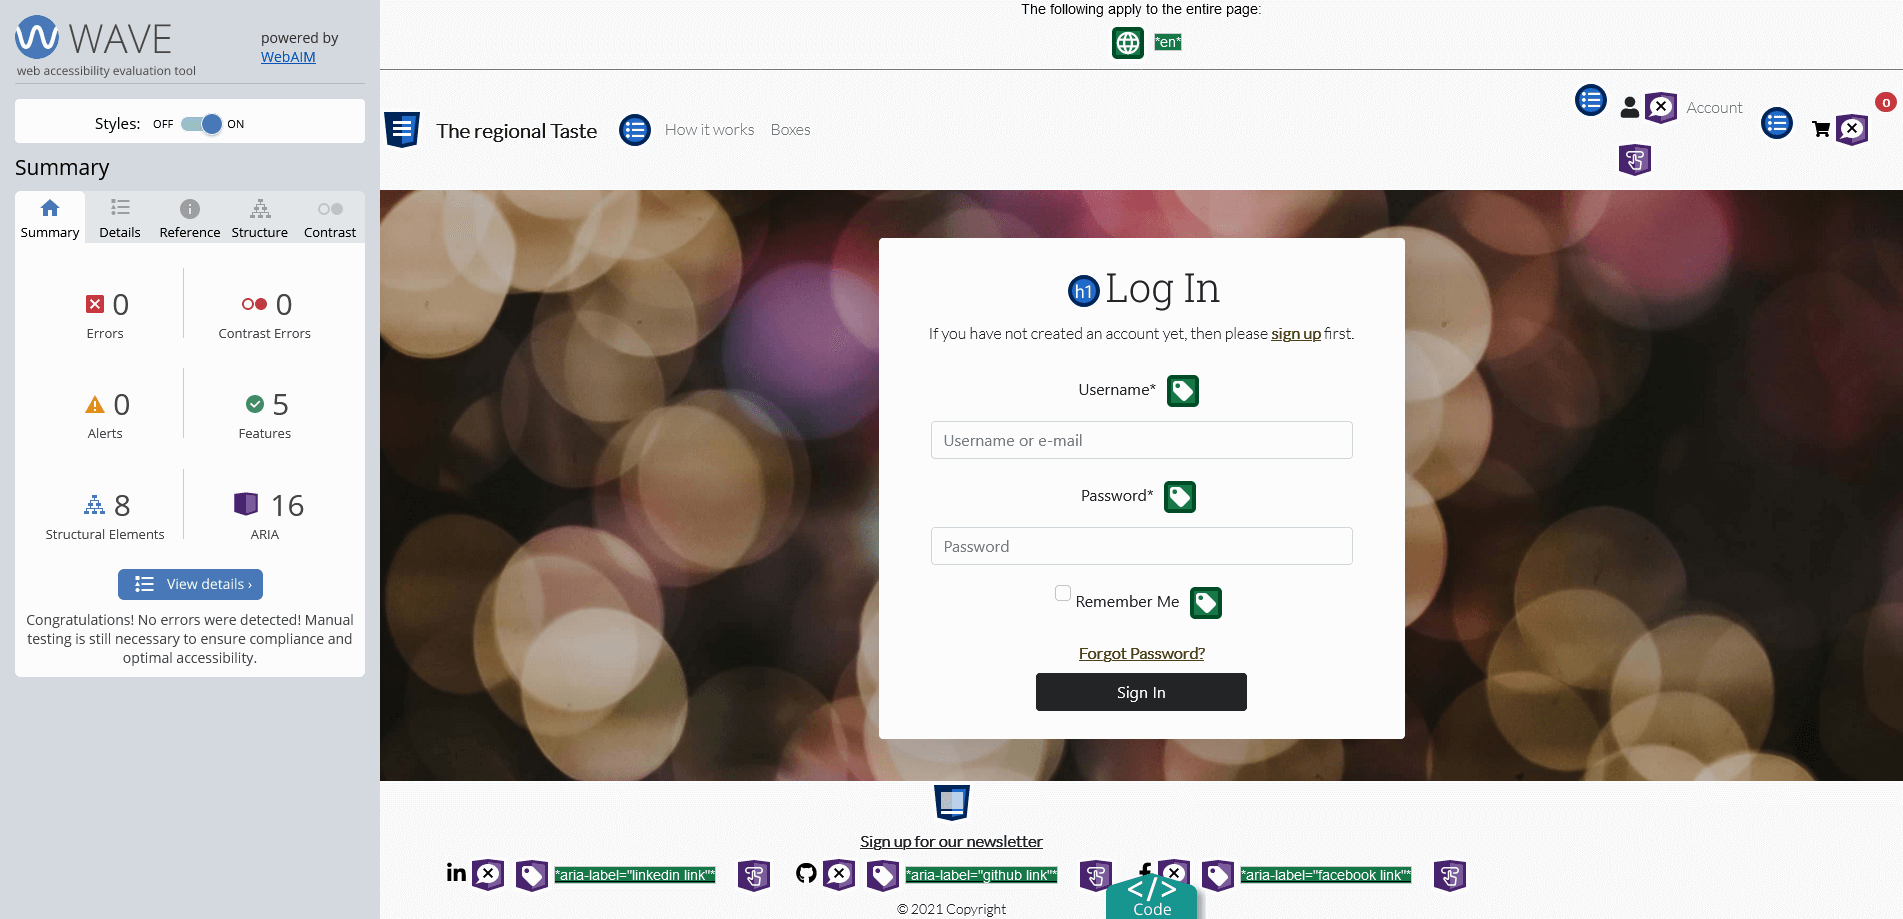 WAVE
powered by
WebAIM
web accessibility evaluation tool
Styles: OFF ON
Summary
Summary Details Reference Structure Contrast
0 0
Errors Contrast Errors
0 5
Alerts Features
8 16
Structural Elements ARIA
View details ›
Congratulations! No errors were detected! Manual
testing is still necessary to ensure compliance and
optimal accessibility.
The following apply to the entire page:
*en*
The regional Taste How it works Boxes Account 0
h1 Log In
If you have not created an account yet, then please sign up first.
Username*
Username or e-mail
Password*
Password
Remember Me
Forgot Password?
Sign In
Sign up for our newsletter
*aria-label="linkedin link"* *aria-label="github link"* *aria-label="facebook link"*
© 2021 Copyright
</> Code